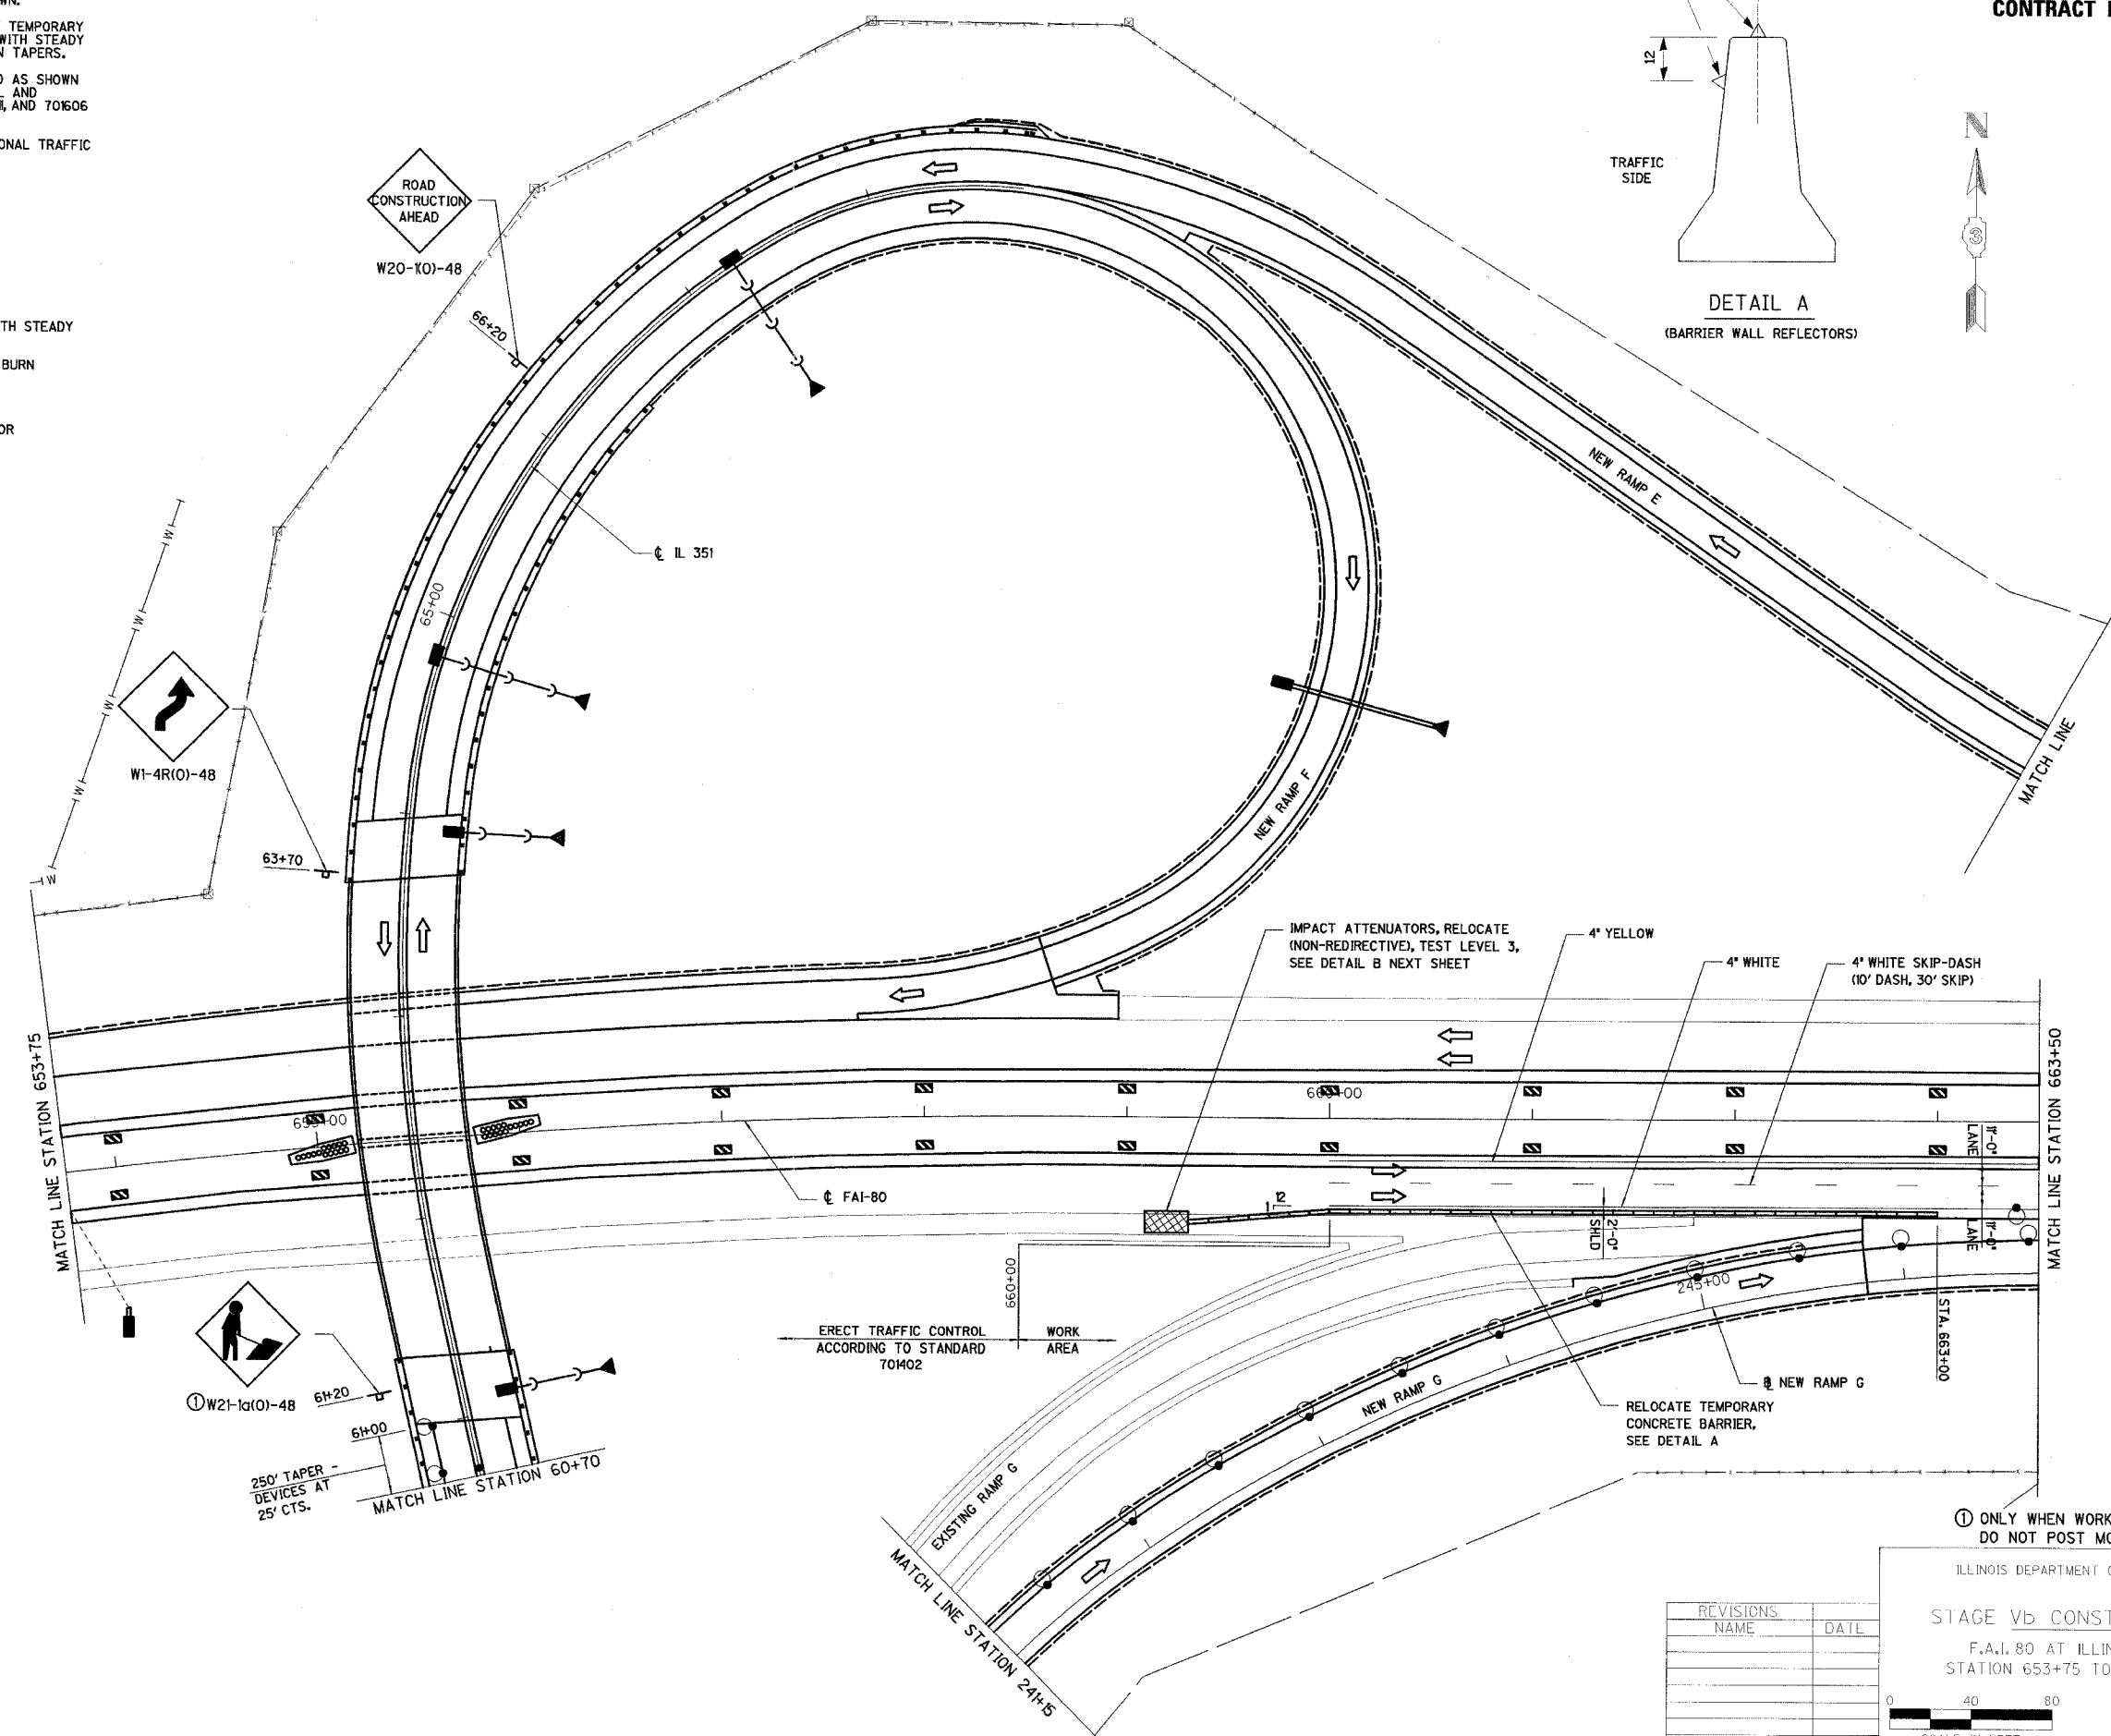 TEMPORARY
WITH STEADY
TAPERS.
AS SHOWN
AND
AND 701606
ONAL TRAFFIC
TH STEADY
BURN
OR
CONTRACT
12
TRAFFIC
SIDE
DETAIL A
(BARRIER WALL REFLECTORS)
N
3
ROAD
CONSTRUCTION
AHEAD
W20-1(O)-48
66+20
℄ IL 351
65+00
NEW RAMP E
MATCH LINE
W
W
W
W
W
W1-4R(O)-48
63+70
NEW RAMP F
IMPACT ATTENUATORS, RELOCATE
(NON-REDIRECTIVE), TEST LEVEL 3,
SEE DETAIL B NEXT SHEET
4" YELLOW
4" WHITE
4" WHITE SKIP-DASH
(10' DASH, 30' SKIP)
MATCH LINE STATION 653+75
MATCH LINE STATION 663+50
655+00
660+00
11'-0"
LANE
11'-0"
LANE
℄ FAI-80
12
1
2'-0"
SHLD
660+00
ERECT TRAFFIC CONTROL
ACCORDING TO STANDARD
701402
WORK
AREA
245+00
STA. 663+00
① W21-1a(O)-48
61+20
61+00
250' TAPER -
DEVICES AT
25' CTS.
MATCH LINE STATION 60+70
NEW RAMP G
NEW RAMP G
RELOCATE TEMPORARY
CONCRETE BARRIER,
SEE DETAIL A
EXISTING RAMP G
MATCH LINE STATION 241+15
① ONLY WHEN WORK
DO NOT POST MO
ILLINOIS DEPARTMENT
REVISIONS
NAME
DATE
STAGE Vb CONST
F.A.I. 80 AT ILLIN
STATION 653+75 TO
0 40 80